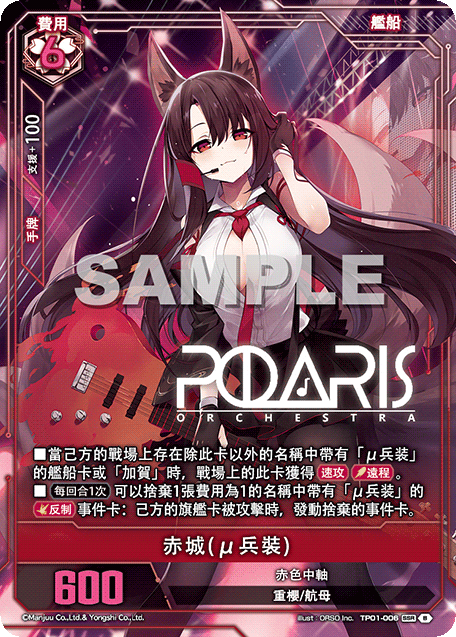 費用
艦船
6
支援+100
手牌
SAMPLE
POLARIS
ORCHESTRA
■當己方的戰場上存在除此卡以外的名稱中帶有「μ兵装」
的艦船卡或「加賀」時，戰場上的此卡獲得 速攻 遠程 。
■ 每回合1次 可以捨棄1張費用為1的名稱中帶有「μ兵装」的
反制 事件卡：己方的旗艦卡被攻擊時，發動捨棄的事件卡。
赤城(μ兵裝)
600
赤色中軸
重櫻/航母
©Manjuu Co.,Ltd.& Yongshi Co.,Ltd.
illust ORSO Inc.
TP01-006 SSR